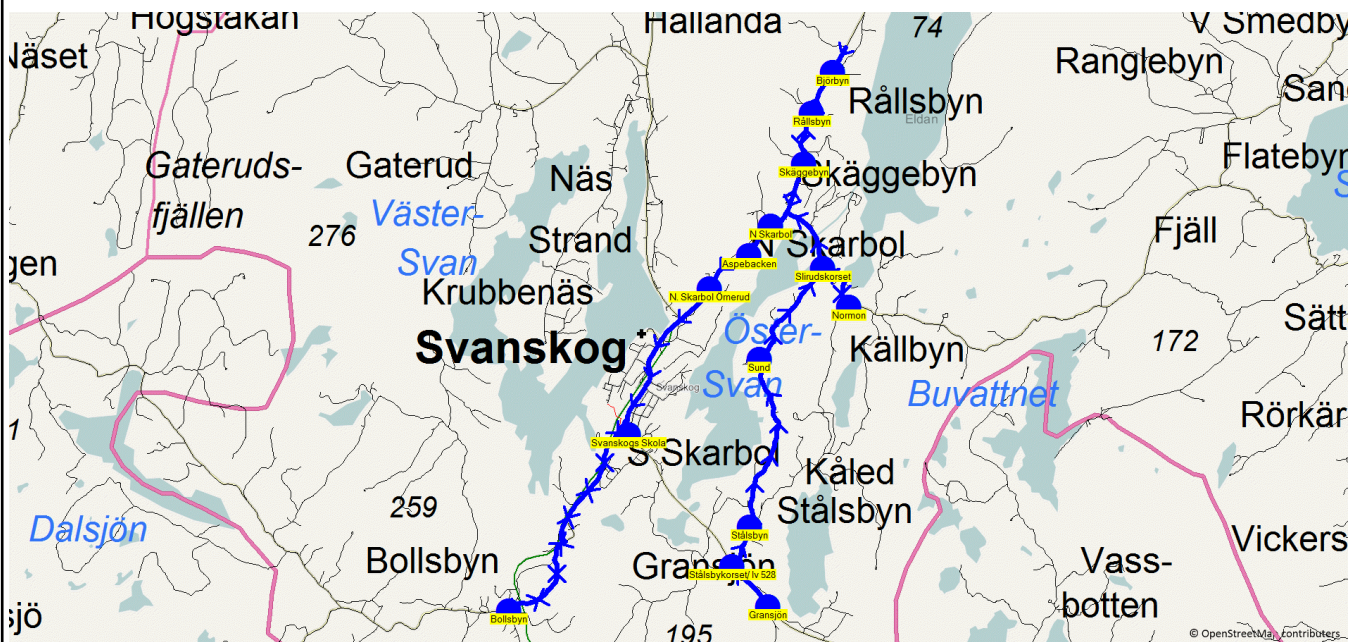 Högstakan
Hallanda
74
V Smedby
Näset
Ranglebyn
Björbyn
Rållsbyn
San
Rållsbyn
Eldan
Gateruds-
fjällen
Gaterud
Näs
Skäggebyn
Skäggebyn
Flatebyn
S
Väster-
Svan
276
Strand
N Skarbol
N Skarbol
Fjäll
gen
Aspebacken
Slirudskorset
Krubbenäs
N. Skarbol Ömerud
Normon
Sätt
Svanskog
Öster-
Svan
Källbyn
172
Sund
Svanskog
Buvattnet
Rörkär
1
Svanskogs Skola
S Skarbol
Kåled
Stålsbyn
259
Dalsjön
Stålsbyn
Vickers
Bollsbyn
Gransjön
Stålsbykorset/ lv 528
Vass-
botten
Bollsbyn
Gransjön
sjö
195
© OpenStreetMap contributors